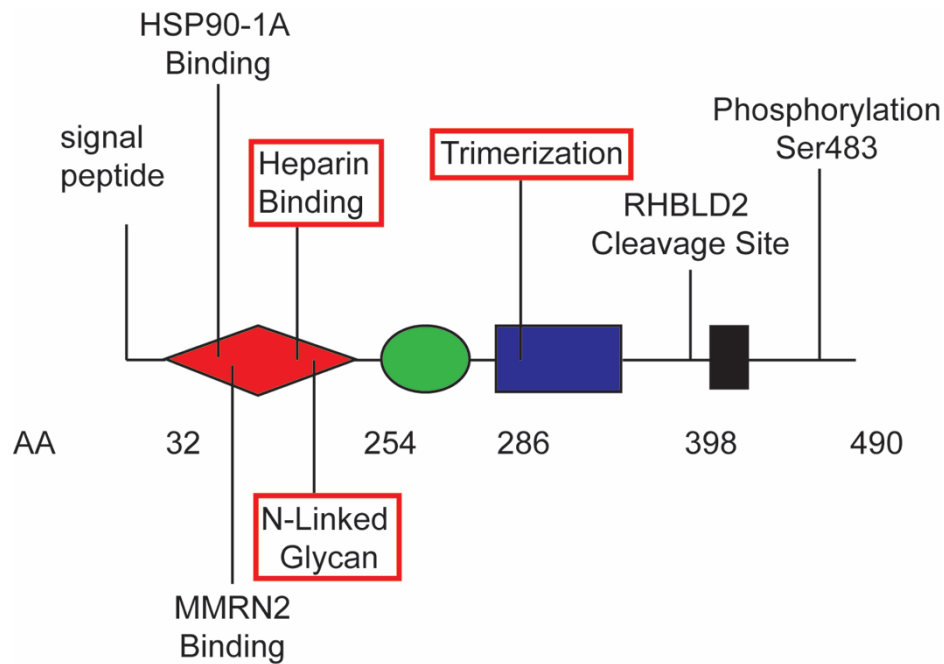 HSP90-1A
Binding
signal
peptide
Heparin
Binding
Trimerization
Phosphorylation
Ser483
RHBLD2
Cleavage Site
AA
32
254
286
398
490
N-Linked
Glycan
MMRN2
Binding